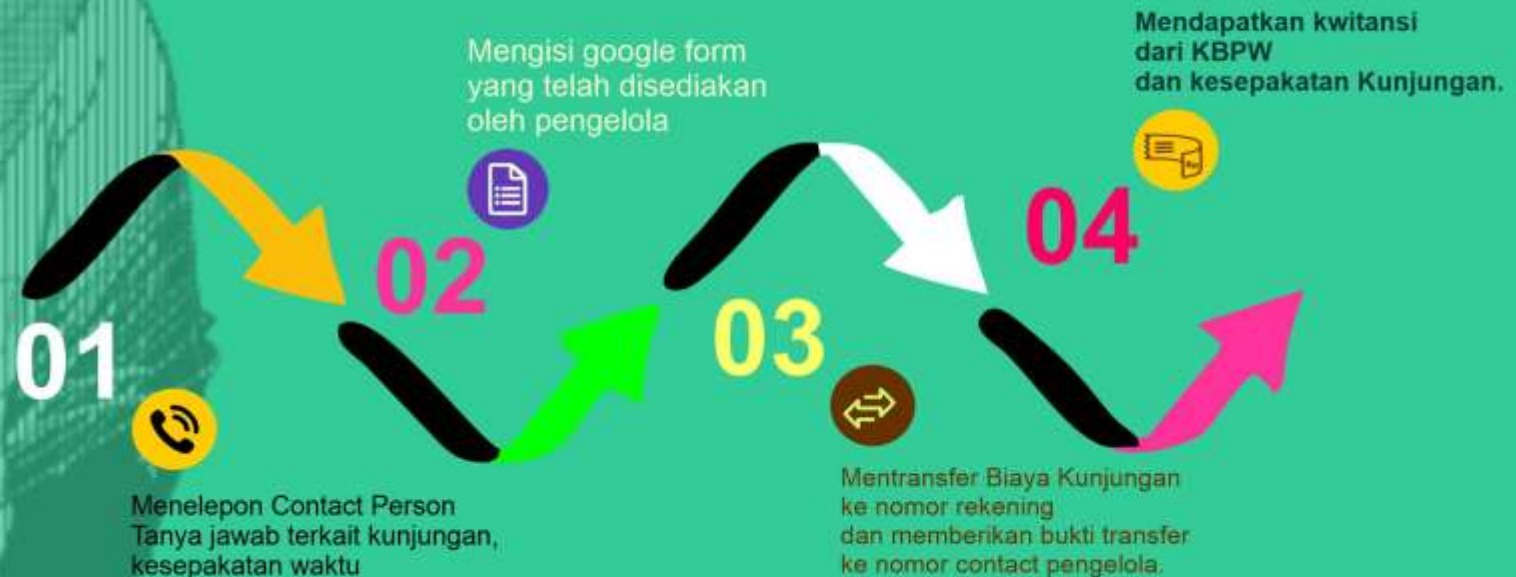 01
Menelepon Contact Person
Tanya jawab terkait kunjungan,
kesepakatan waktu
02
Mengisi google form
yang telah disediakan
oleh pengelola
03
Mentransfer Biaya Kunjungan
ke nomor rekening
dan memberikan bukti transfer
ke nomor contact pengelola.
04
Mendapatkan kwitansi
dari KBPW
dan kesepakatan Kunjungan.